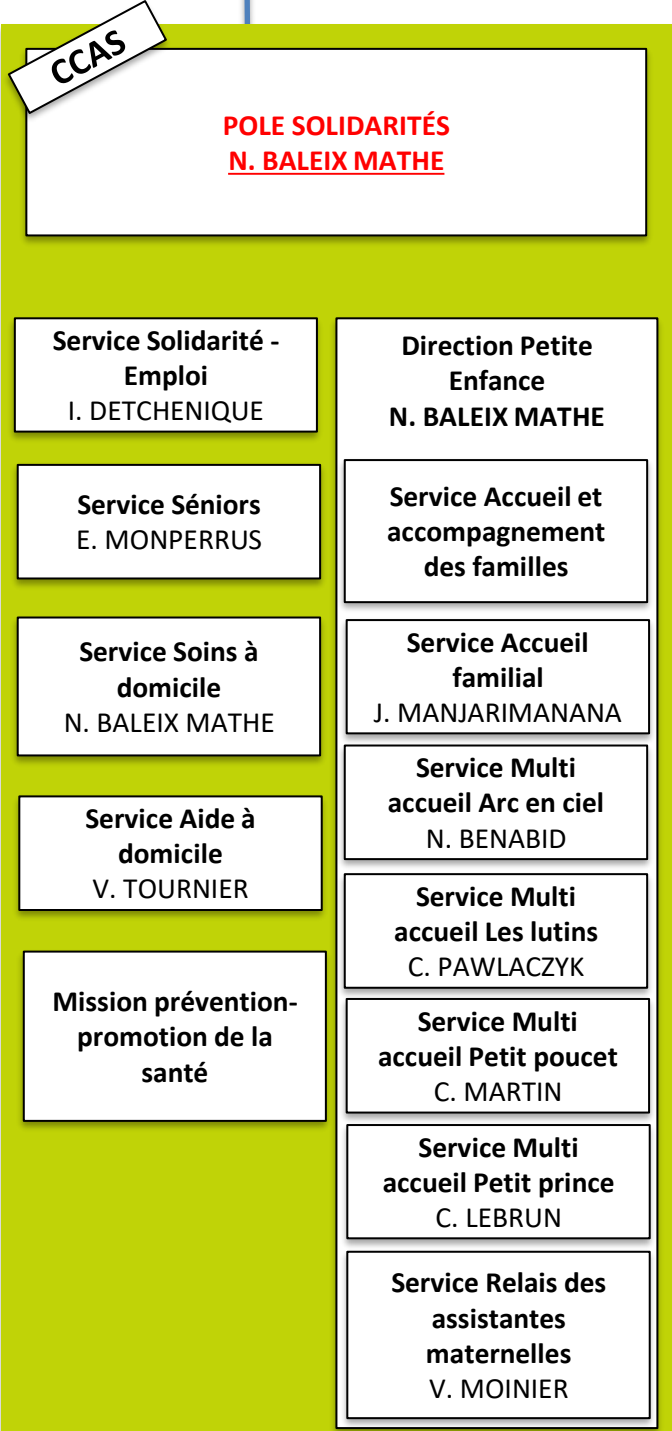 CCAS
POLE SOLIDARITÉS
N. BALEIX MATHE
Service Solidarité -
Emploi
I. DETCHENIQUE
Service Séniors
E. MONPERRUS
Service Soins à
domicile
N. BALEIX MATHE
Service Aide à
domicile
V. TOURNIER
Mission prévention-
promotion de la
santé
Direction Petite
Enfance
N. BALEIX MATHE
Service Accueil et
accompagnement
des familles
Service Accueil
familial
J. MANJARIMANANA
Service Multi
accueil Arc en ciel
N. BENABID
Service Multi
accueil Les lutins
C. PAWLACZYK
Service Multi
accueil Petit poucet
C. MARTIN
Service Multi
accueil Petit prince
C. LEBRUN
Service Relais des
assistantes
maternelles
V. MOINIER